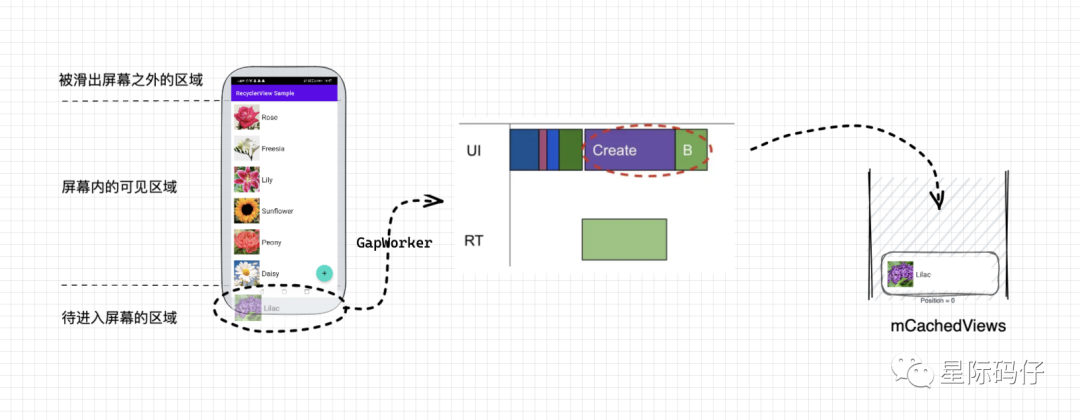 被滑出屏幕之外的区域
屏幕内的可见区域
待进入屏幕的区域
RecyclerView Sample
Rose
Freesia
Lily
Sunflower
Peony
Daisy
+
Lilac
GapWorker
UI
Create
B
RT
Lilac
Position = 0
mCachedViews
星际码仔